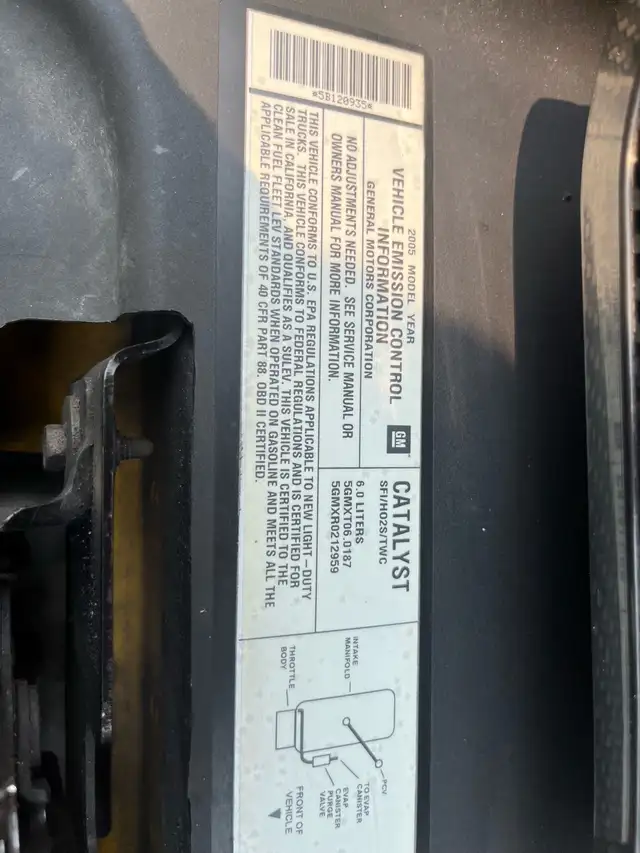 *5B120935*
2005 MODEL YEAR
VEHICLE EMISSION CONTROL
INFORMATION
GENERAL MOTORS CORPORATION
GM
NO ADJUSTMENTS NEEDED. SEE SERVICE MANUAL OR
OWNERS MANUAL FOR MORE INFORMATION.
CATALYST
SFI/HO2S/TWC
6.0 LITERS
5GMXT06.0187
5GMXR0212959
THIS VEHICLE CONFORMS TO U.S. EPA REGULATIONS APPLICABLE TO NEW LIGHT-DUTY
TRUCKS. THIS VEHICLE CONFORMS TO FEDERAL REGULATIONS AND IS CERTIFIED FOR
SALE IN CALIFORNIA, AND QUALIFIES AS A SULEV. THIS VEHICLE IS CERTIFIED TO THE
CLEAN FUEL FLEET LEV STANDARDS WHEN OPERATED ON GASOLINE AND MEETS ALL THE
APPLICABLE REQUIREMENTS OF 40 CFR PART 88. OBD II CERTIFIED.
INTAKE
MANIFOLD
THROTTLE
BODY
PCV
TO EVAP
CANISTER
EVAP
CANISTER
PURGE
VALVE
FRONT OF
VEHICLE